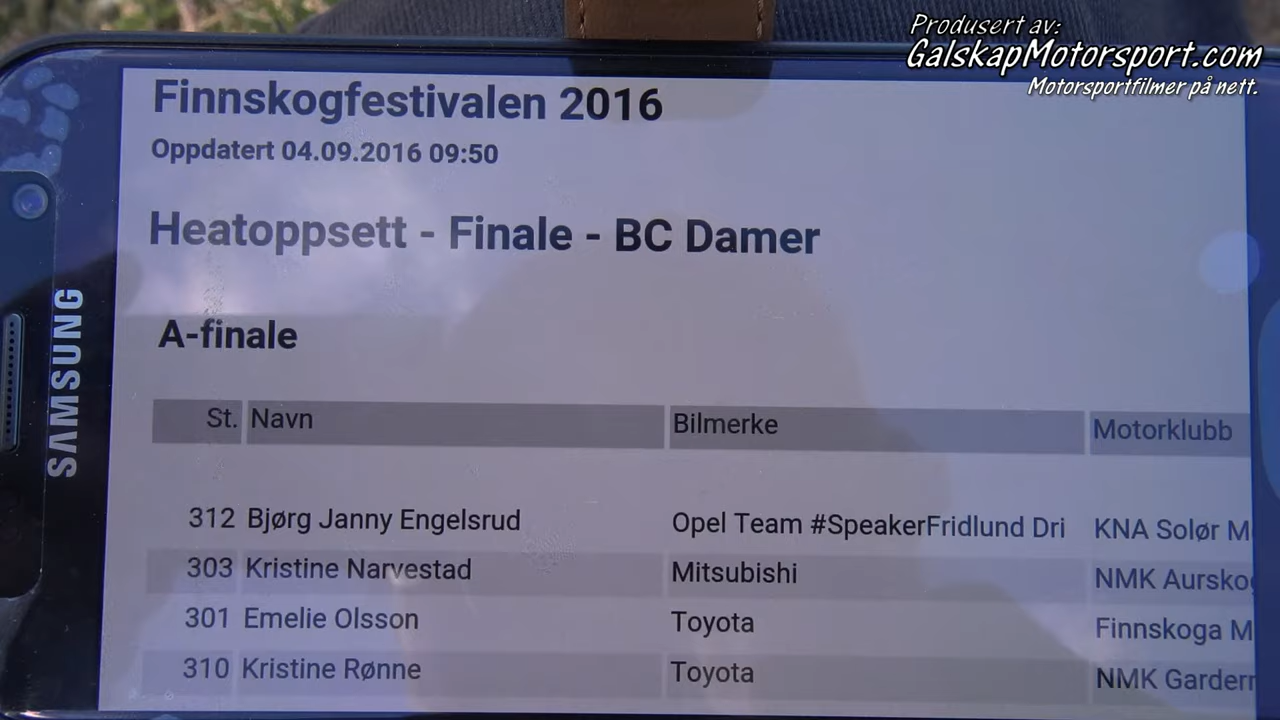 Produsert av:
GalskapMotorsport.com
Motorsportfilmer på nett.
Finnskogfestivalen 2016
Oppdatert 04.09.2016 09:50
Heatoppsett - Finale - BC Damer
A-finale
St. Navn Bilmerke Motorklubb
312 Bjørg Janny Engelsrud Opel Team #SpeakerFridlund Dri KNA Solør M
303 Kristine Narvestad Mitsubishi NMK Aursko
301 Emelie Olsson Toyota Finnskoga M
310 Kristine Rønne Toyota NMK Garder
SAMSUNG